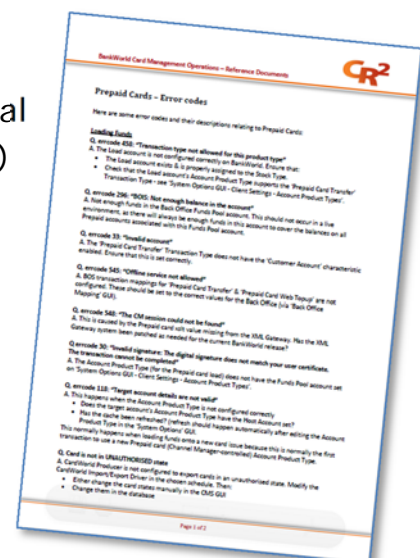 al
)
BankWorld Card Management Operations – Reference Documents
CR2
Prepaid Cards – Error codes
Here are some error codes and their descriptions relating to Prepaid Cards:
Loading Funds
Q. errcode 458: "Transaction type not allowed for this product type"
A. The Load account is not configured correctly on BankWorld. Ensure that:
• The Load account exists & is properly assigned to the Stock Type.
• Check that the Load account's Account Product Type supports the 'Prepaid Card Transfer'
Transaction Type – see 'System Options GUI - Client Settings - Account Product Types'.
Q. errcode 296: "BOIS: Not enough balance in the account"
A. Not enough funds in the Back Office Funds Pool account. This should not occur in a live
environment, as there will always be enough funds in this account to cover the balances on all
Prepaid accounts associated with this Funds Pool account.
Q. errcode 33: "Invalid account"
A. The 'Prepaid Card Transfer' Transaction Type does not have the 'Customer Account' characteristic
enabled. Ensure that this is set correctly.
Q. errcode 545: "Offline service not allowed"
A. BOS transaction mappings for 'Prepaid Card Transfer' & 'Prepaid Card Web Topup' are not
configured. These should be set to the correct values for the Back Office (via 'Back Office
Mapping' GUI).
Q. errcode 548: "The CM session could not be found"
A. This is caused by the Prepaid card xslt value missing from the XML Gateway. Has the XML
Gateway system been patched as needed for the current BankWorld release?
Q errcode 30: "Invalid signature: The digital signature does not match your user certificate.
The transaction cannot be completed"
A. The Account Product Type (for the Prepaid card load) does not have the Funds Pool account set
on 'System Options GUI - Client Settings - Account Product Types'.
Q. errcode 118: "Target account details are not valid"
A. This happens when the Account Product Type is not configured correctly
• Does the target account's Account Product Type have the Host Account set?
• Has the cache been refreshed? (refresh should happen automatically after editing the Account
Product Type in the 'System Options' GUI.
This normally happens when loading funds onto a new card issue because this is normally the first
transaction to use a new Prepaid card (Channel Manager-controlled) Account Product Type.
Q. Card is not in UNAUTHORISED state
A. CardWorld Producer is not configured to export cards in an unauthorised state. Modify the
CardWorld Import/Export Driver in the chosen schedule. Then:
• Either change the card states manually in the CMS GUI
• Change them in the database
Page 1 of 2